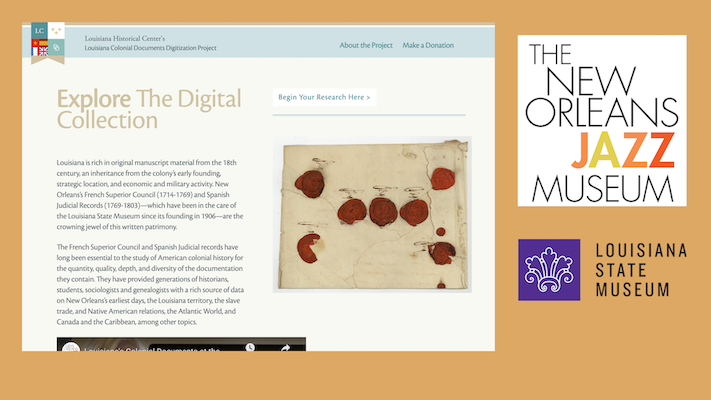 LC
Louisiana Historical Center's
Louisiana Colonial Documents Digitization Project
About the Project Make a Donation
Explore The Digital
Collection
Begin Your Research Here >
Louisiana is rich in original manuscript material from the 18th
century, an inheritance from the colony's early founding,
strategic location, and economic and military activity. New
Orleans's French Superior Council (1714-1769) and Spanish
Judicial Records (1769-1803)—which have been in the care of
the Louisiana State Museum since its founding in 1906—are the
crowning jewel of this written patrimony.
The French Superior Council and Spanish Judicial records have
long been essential to the study of American colonial history for
the quantity, quality, depth, and diversity of the documentation
they contain. They have provided generations of historians,
students, sociologists and genealogists with a rich source of data
on New Orleans's earliest days, the Louisiana territory, the slave
trade, and Native American relations, the Atlantic World, and
Canada and the Caribbean, among other topics.
Louisiana's Colonial Documents at the
THE
NEW
ORLEANS
JAZZ
MUSEUM
LOUISIANA
STATE
MUSEUM